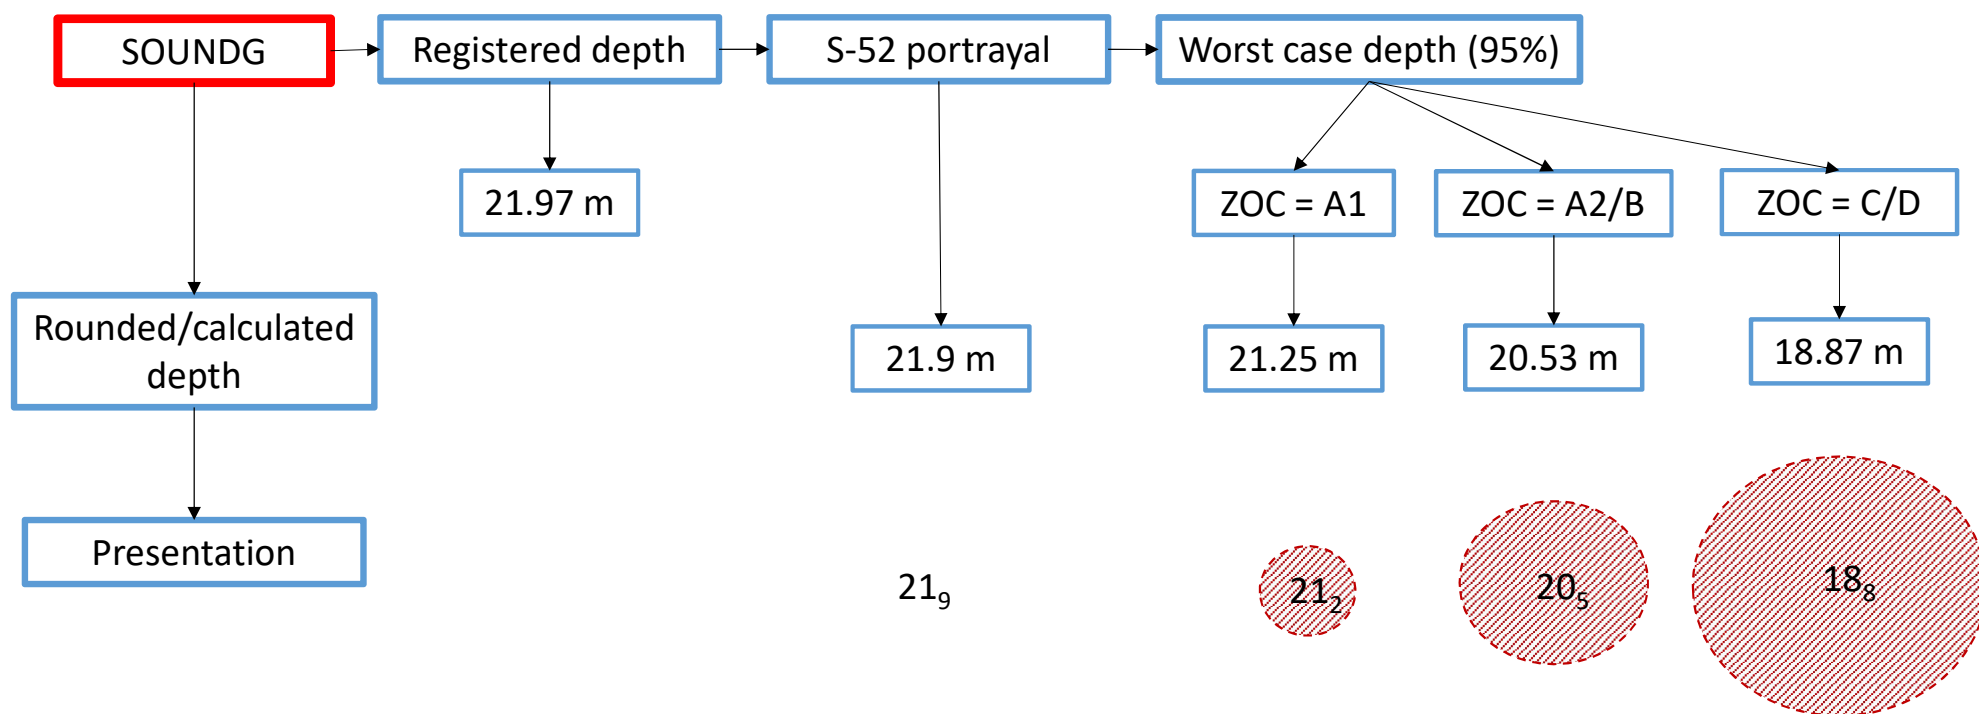 SOUNDG
Registered depth
S-52 portrayal
Worst case depth (95%)
21.97 m
ZOC = A1
ZOC = A2/B
ZOC = C/D
Rounded/calculated
depth
21.9 m
21.25 m
20.53 m
18.87 m
Presentation
21₉
21₂
20₅
18₈